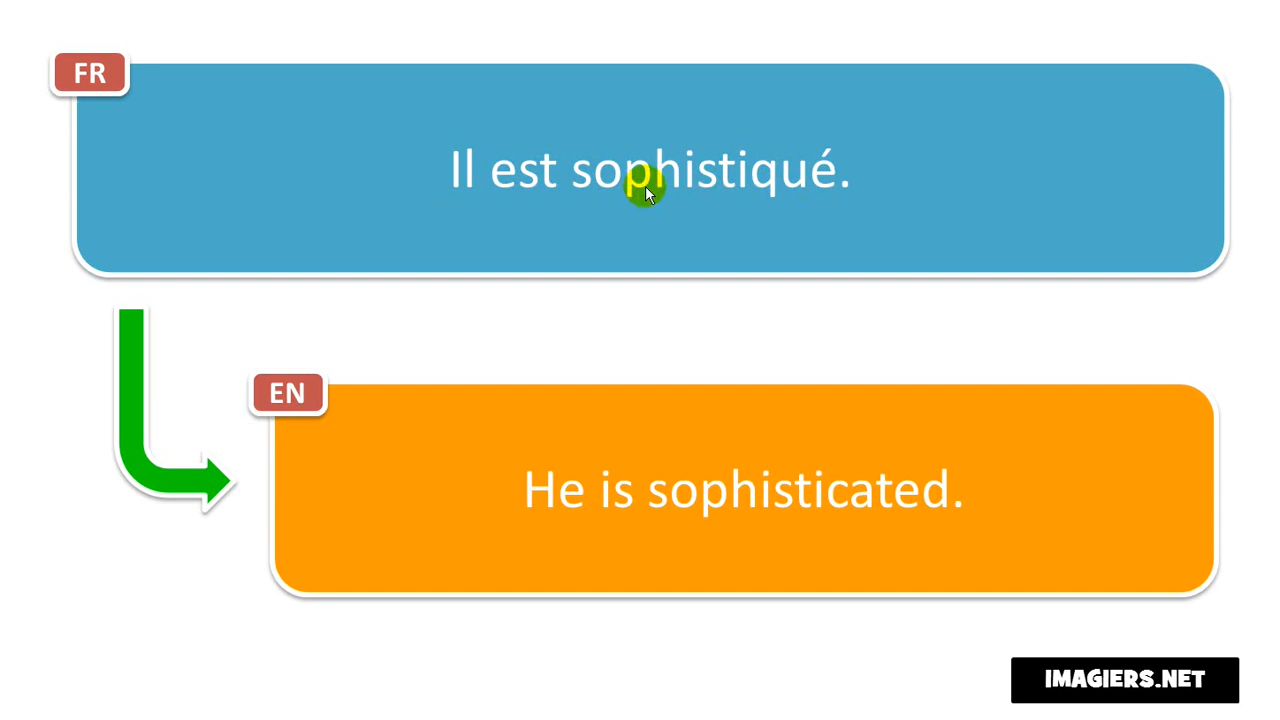 FR
Il est sophistiqué.
EN
He is sophisticated.
IMAGIERS.NET